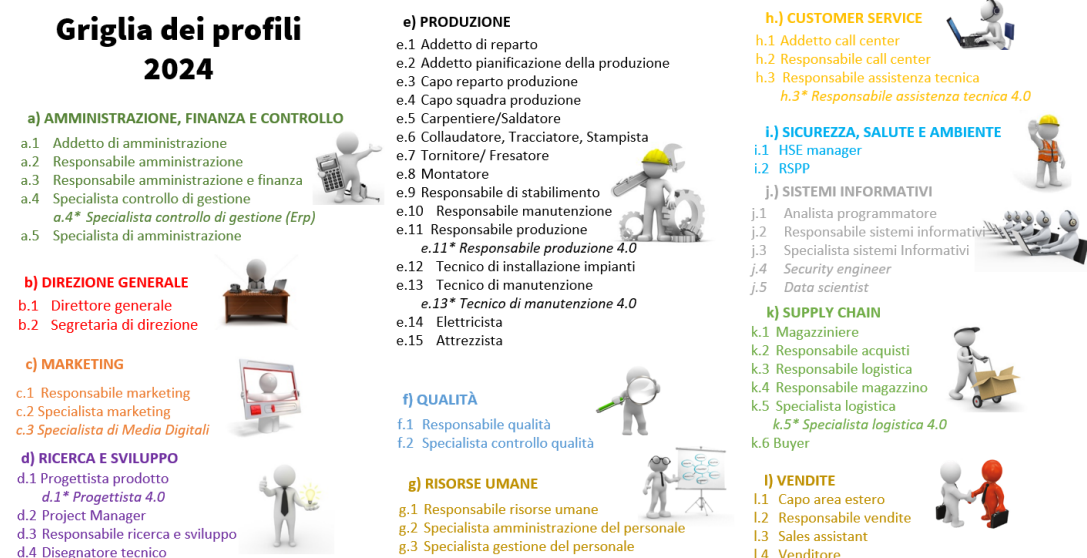 Griglia dei profili
2024
a) AMMINISTRAZIONE, FINANZA E CONTROLLO
a.1 Addetto di amministrazione
a.2 Responsabile amministrazione
a.3 Responsabile amministrazione e finanza
a.4 Specialista controllo di gestione
a.4* Specialista controllo di gestione (Erp)
a.5 Specialista di amministrazione
b) DIREZIONE GENERALE
b.1 Direttore generale
b.2 Segretaria di direzione
c) MARKETING
c.1 Responsabile marketing
c.2 Specialista marketing
c.3 Specialista di Media Digitali
d) RICERCA E SVILUPPO
d.1 Progettista prodotto
d.1* Progettista 4.0
d.2 Project Manager
d.3 Responsabile ricerca e sviluppo
d.4 Disegnatore tecnico
e) PRODUZIONE
e.1 Addetto di reparto
e.2 Addetto pianificazione della produzione
e.3 Capo reparto produzione
e.4 Capo squadra produzione
e.5 Carpentiere/Saldatore
e.6 Collaudatore, Tracciatore, Stampista
e.7 Tornitore/ Fresatore
e.8 Montatore
e.9 Responsabile di stabilimento
e.10 Responsabile manutenzione
e.11 Responsabile produzione
e.11* Responsabile produzione 4.0
e.12 Tecnico di installazione impianti
e.13 Tecnico di manutenzione
e.13* Tecnico di manutenzione 4.0
e.14 Elettricista
e.15 Attrezzista
f) QUALITÀ
f.1 Responsabile qualità
f.2 Specialista controllo qualità
g) RISORSE UMANE
g.1 Responsabile risorse umane
g.2 Specialista amministrazione del personale
g.3 Specialista gestione del personale
h.) CUSTOMER SERVICE
h.1 Addetto call center
h.2 Responsabile call center
h.3 Responsabile assistenza tecnica
h.3* Responsabile assistenza tecnica 4.0
i.) SICUREZZA, SALUTE E AMBIENTE
i.1 HSE manager
i.2 RSPP
j.) SISTEMI INFORMATIVI
j.1 Analista programmatore
j.2 Responsabile sistemi informativi
j.3 Specialista sistemi Informativi
j.4 Security engineer
j.5 Data scientist
k) SUPPLY CHAIN
k.1 Magazziniere
k.2 Responsabile acquisti
k.3 Responsabile logistica
k.4 Responsabile magazzino
k.5 Specialista logistica
k.5* Specialista logistica 4.0
k.6 Buyer
l) VENDITE
l.1 Capo area estero
l.2 Responsabile vendite
l.3 Sales assistant
l.4 Venditore